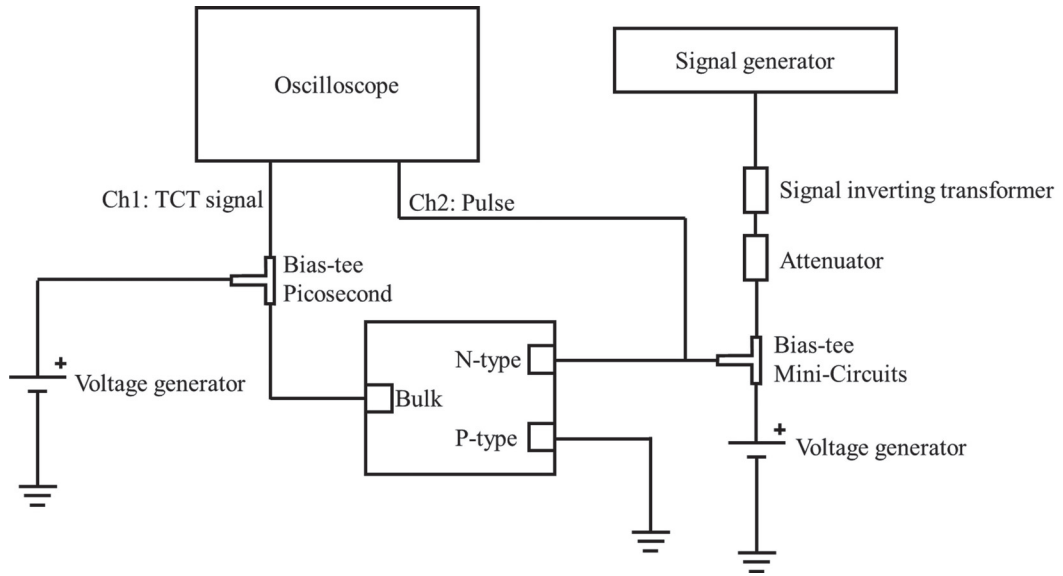 Oscilloscope
Signal generator
Ch1: TCT signal
Ch2: Pulse
Signal inverting transformer
Attenuator
Bias-tee
Picosecond
Bias-tee
Mini-Circuits
+
Voltage generator
N-type
Bulk
P-type
+
Voltage generator